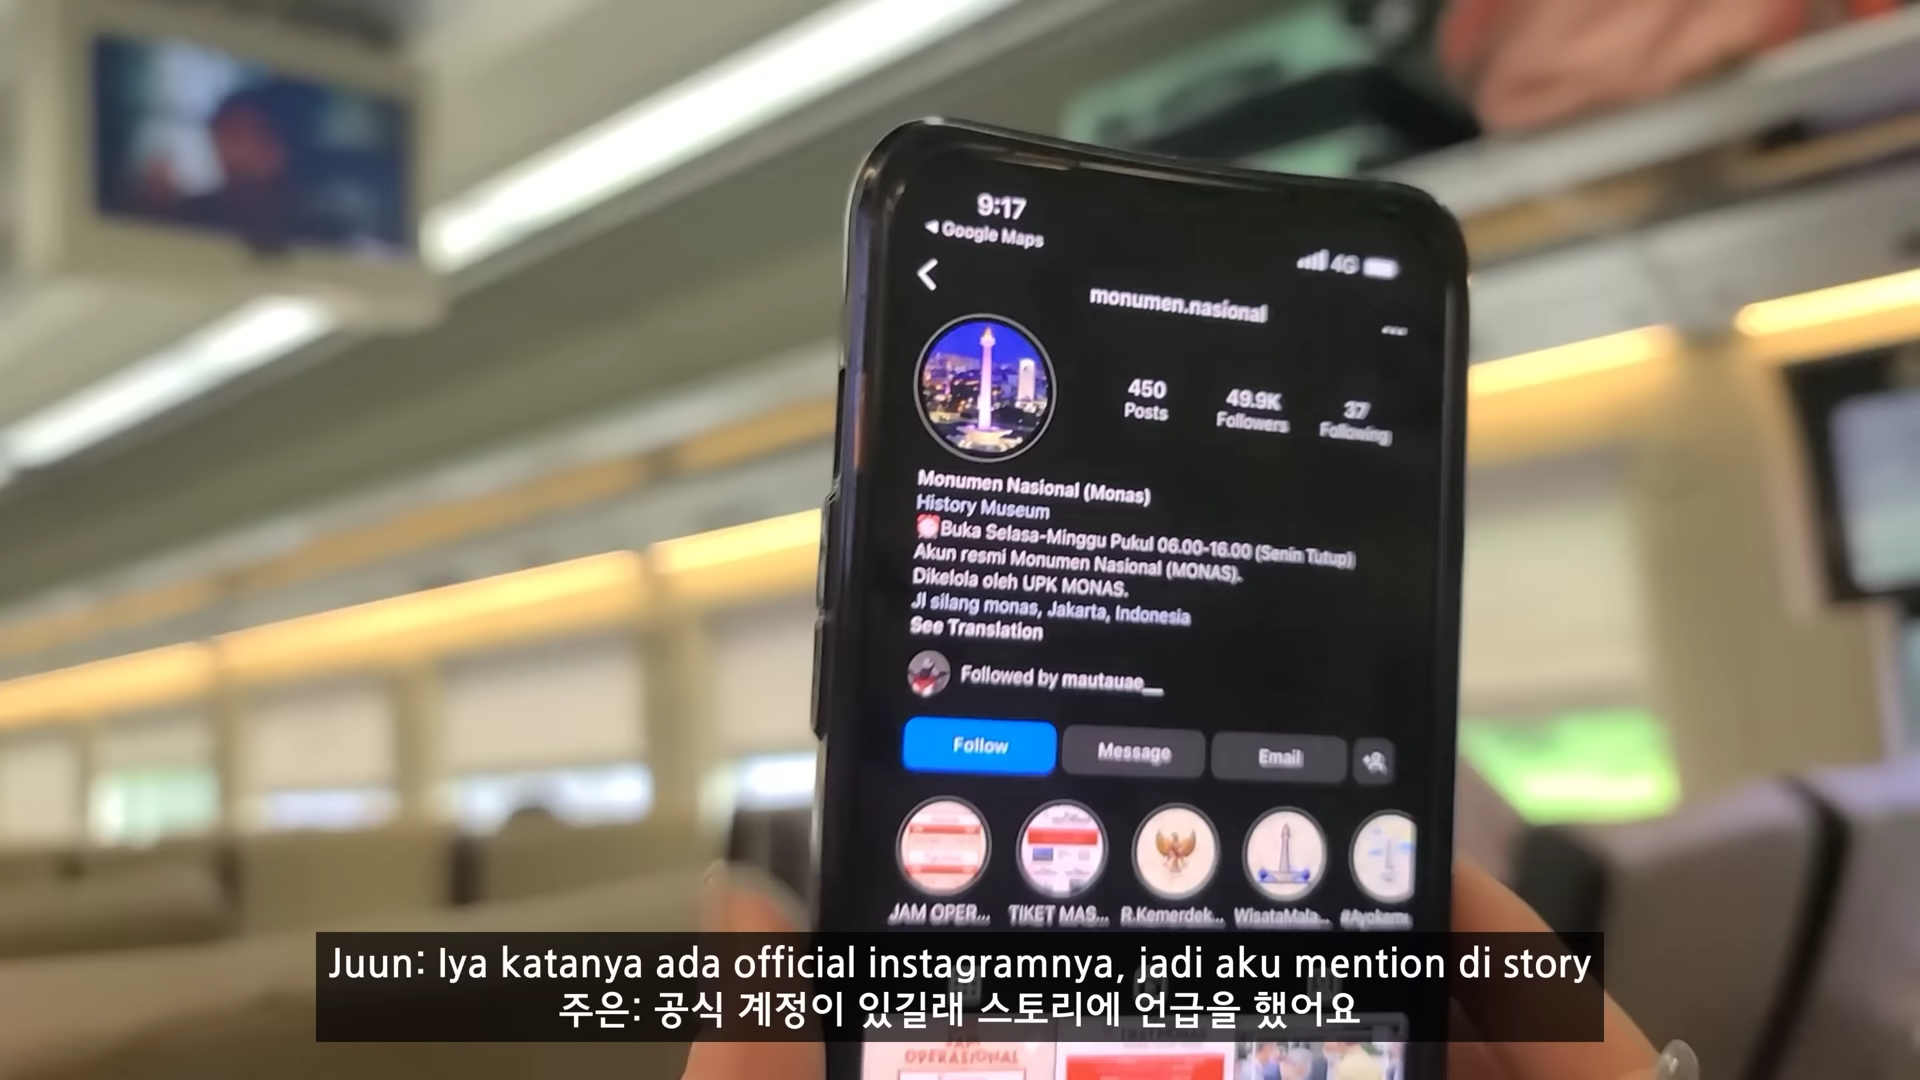 9:17
Google Maps
4G
monumen.nasional
450
Posts
49.9K
Followers
37
Following
Monumen Nasional (Monas)
History Museum
Buka Selasa-Minggu Pukul 06.00-16.00 (Senin Tutup)
Akun resmi Monumen Nasional (MONAS).
Dikelola oleh UPK MONAS.
Jl silang monas, Jakarta, Indonesia
See Translation
Followed by mautauae__
Follow
Message
Email
JAM OPER...
TIKET MAS...
R.Kemerdek...
WisataMala...
Juun: Iya katanya ada official instagramnya, jadi aku mention di story
주은: 공식 계정이 있길래 스토리에 언급을 했어요
JAM
OPERASIONAL